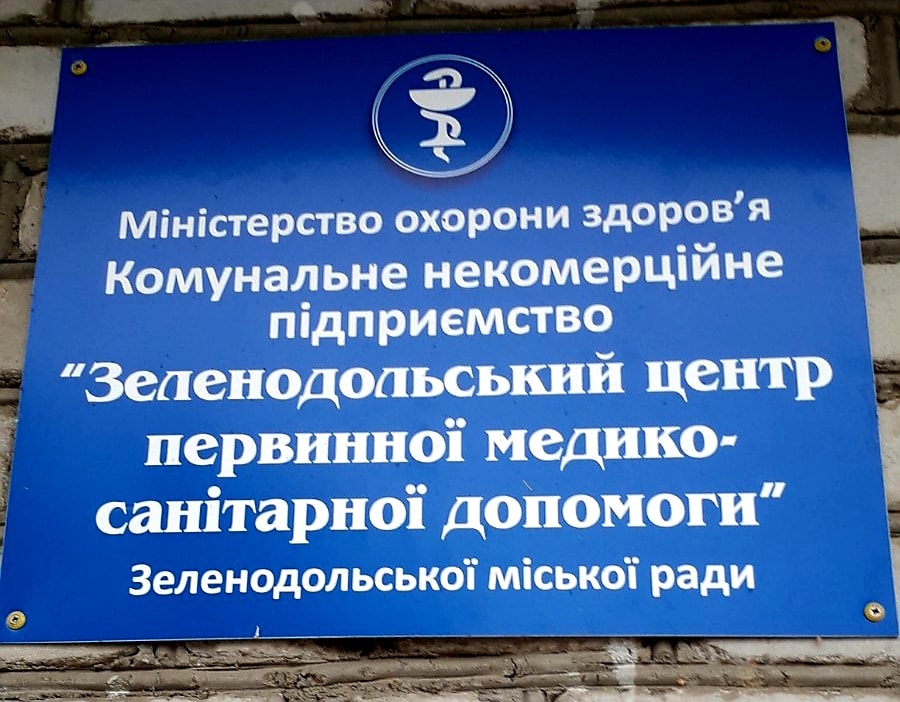 Міністерство охорони здоров’я
Комунальне некомерційне
підприємство
“Зеленодольський центр
первинної медико-
санітарної допомоги”
Зеленодольської міської ради